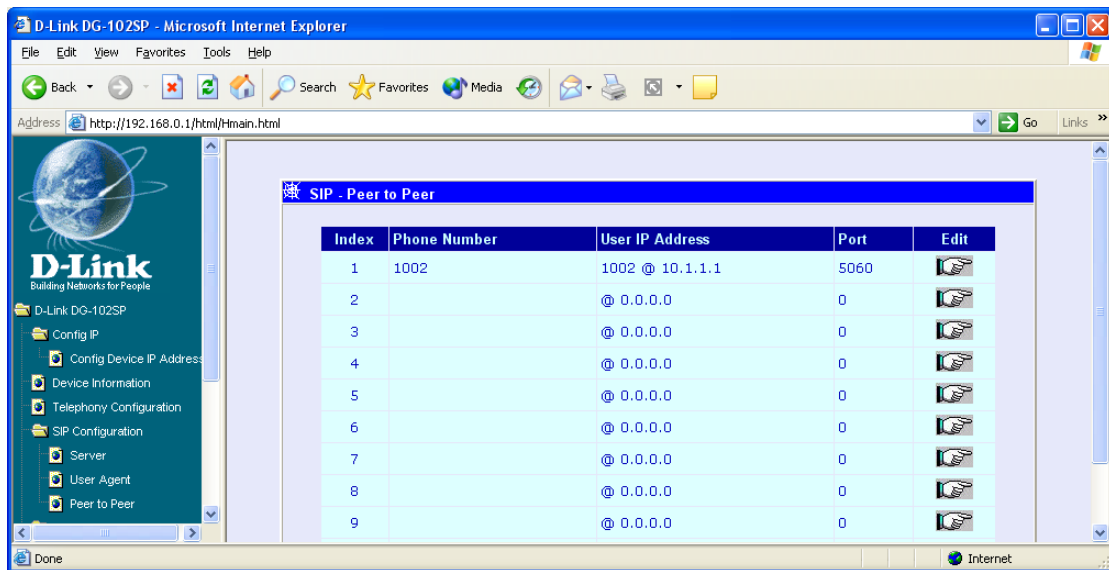 D-Link DG-102SP - Microsoft Internet Explorer
File Edit View Favorites Tools Help
Back Search Favorites Media
Address http://192.168.0.1/html/Hmain.html Go Links »
D-Link
Building Networks for People
D-Link DG-102SP
Config IP
Config Device IP Address
Device Information
Telephony Configuration
SIP Configuration
Server
User Agent
Peer to Peer
SIP - Peer to Peer
Index Phone Number User IP Address Port Edit
1 1002 1002 @ 10.1.1.1 5060
2 @ 0.0.0.0 0
3 @ 0.0.0.0 0
4 @ 0.0.0.0 0
5 @ 0.0.0.0 0
6 @ 0.0.0.0 0
7 @ 0.0.0.0 0
8 @ 0.0.0.0 0
9 @ 0.0.0.0 0
Done Internet